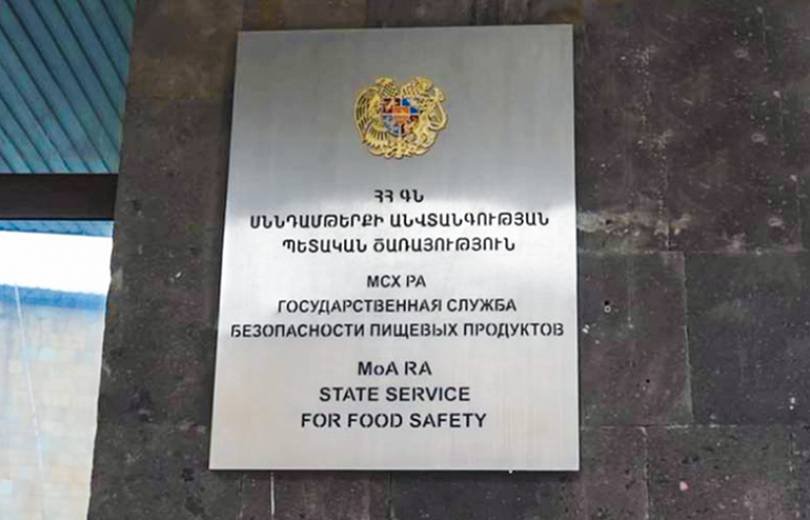 ՀՀ ԳՆ
ՍՆՆԴԱՄԹԵՐՔԻ ԱՆՎՏԱՆԳՈՒԹՅԱՆ
ՊԵՏԱԿԱՆ ԾԱՌԱՅՈՒԹՅՈՒՆ
МСХ РА
ГОСУДАРСТВЕННАЯ СЛУЖБА
БЕЗОПАСНОСТИ ПИЩЕВЫХ ПРОДУКТОВ
MoA RA
STATE SERVICE
FOR FOOD SAFETY